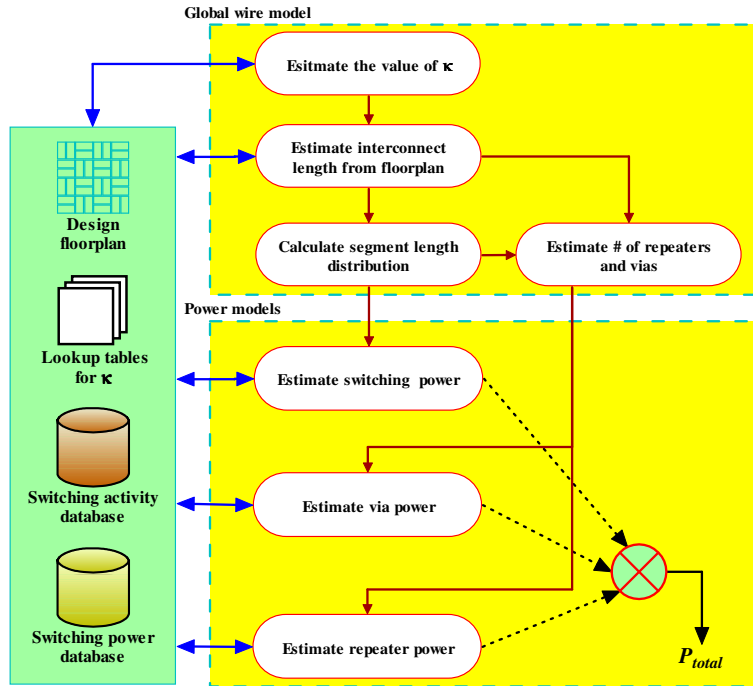 Global wire model
Esitmate the value of κ
Estimate interconnect
length from floorplan
Calculate segment length
distribution
Estimate # of repeaters
and vias
Design
floorplan
Lookup tables
for κ
Switching activity
database
Switching power
database
Power models
Estimate switching power
Estimate via power
Estimate repeater power
P_total